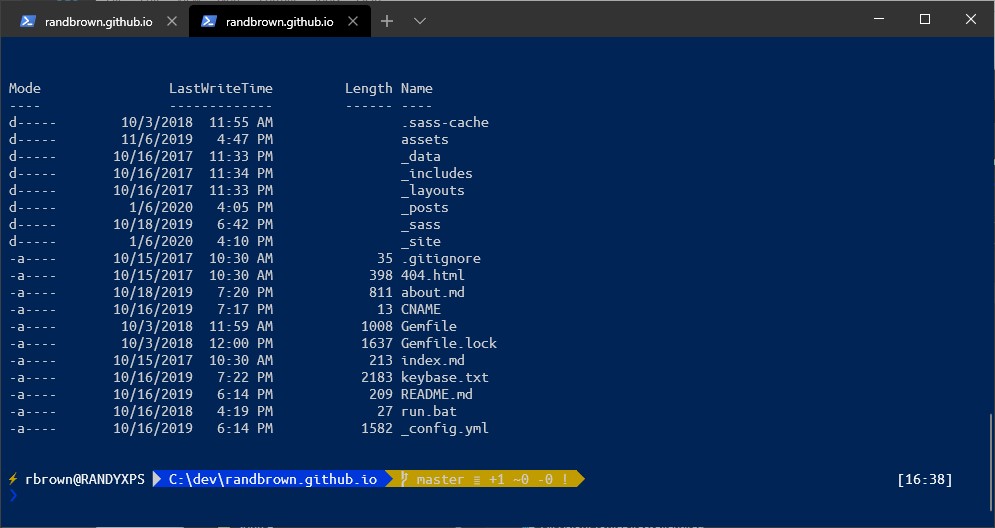 randbrown.github.io randbrown.github.io
Mode LastWriteTime Length Name
---- ------------- ------ ----
d----- 10/3/2018 11:55 AM .sass-cache
d----- 11/6/2019 4:47 PM assets
d----- 10/16/2017 11:33 PM _data
d----- 10/16/2017 11:34 PM _includes
d----- 10/16/2017 11:33 PM _layouts
d----- 1/6/2020 4:05 PM _posts
d----- 10/18/2019 6:42 PM _sass
d----- 1/6/2020 4:10 PM _site
-a---- 10/15/2017 10:30 AM 35 .gitignore
-a---- 10/15/2017 10:30 AM 398 404.html
-a---- 10/18/2019 7:20 PM 811 about.md
-a---- 10/16/2019 7:17 PM 13 CNAME
-a---- 10/3/2018 11:59 AM 1008 Gemfile
-a---- 10/3/2018 12:00 PM 1637 Gemfile.lock
-a---- 10/15/2017 10:30 AM 213 index.md
-a---- 10/16/2019 7:22 PM 2183 keybase.txt
-a---- 10/16/2019 6:14 PM 209 README.md
-a---- 10/16/2018 4:19 PM 27 run.bat
-a---- 10/16/2019 6:14 PM 1582 _config.yml
⚡ rbrown@RANDYXPS C:\dev\randbrown.github.io master ≡ +1 ~0 -0 ! [16:38]
❯